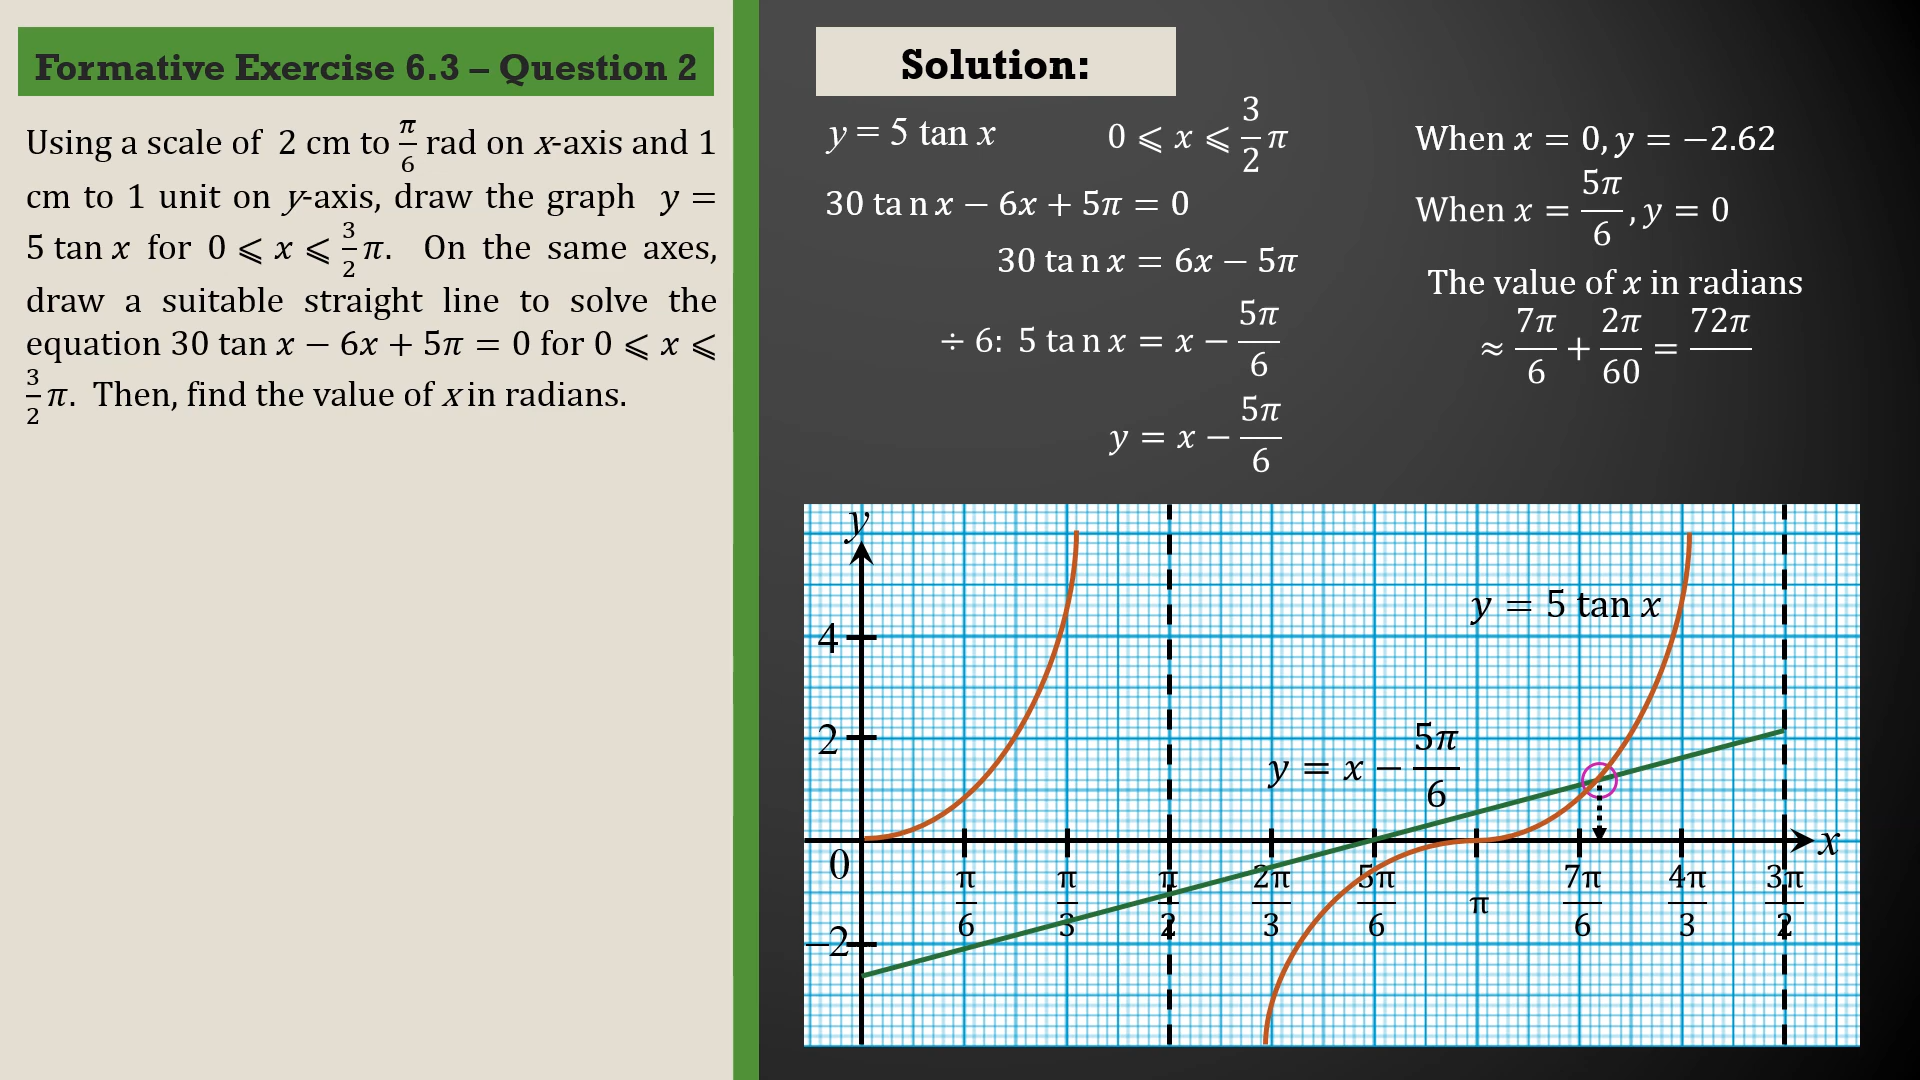 Formative Exercise 6.3 – Question 2
Using a scale of 2 cm to π/6 rad on x-axis and 1
cm to 1 unit on y-axis, draw the graph y =
5 tan x for 0 ⩽ x ⩽ 3/2 π. On the same axes,
draw a suitable straight line to solve the
equation 30 tan x − 6x + 5π = 0 for 0 ⩽ x ⩽
3/2 π. Then, find the value of x in radians.
Solution:
y = 5 tan x 0 ⩽ x ⩽ 3/2 π
30 tan x − 6x + 5π = 0
30 tan x = 6x − 5π
÷ 6: 5 tan x = x − 5π/6
y = x − 5π/6
When x = 0, y = −2.62
When x = 5π/6, y = 0
The value of x in radians
≈ 7π/6 + 2π/60 = 72π/
y
4
2
0
−2
y = 5 tan x
y = x − 5π/6
x
π/6 π/3 π/2 2π/3 5π/6 π 7π/6 4π/3 3π/2